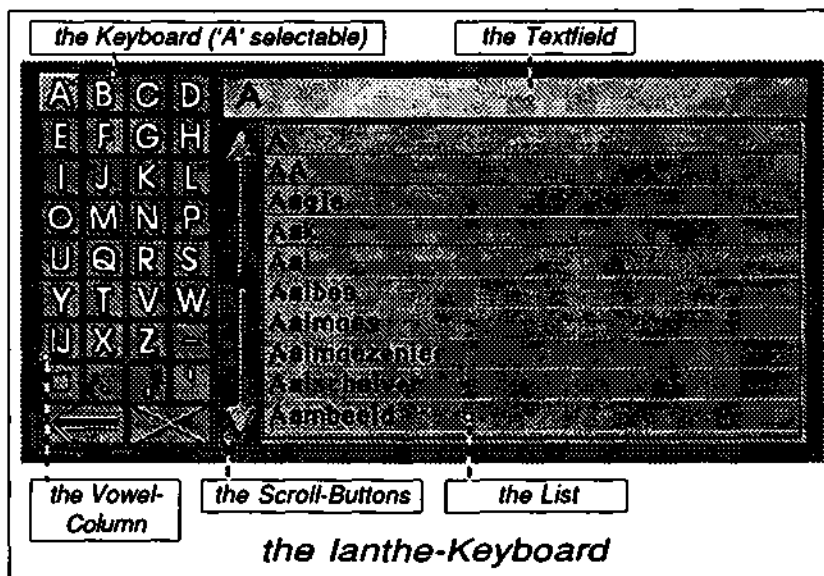 the Keyboard ('A' selectable)
the Textfield
A B C D
E F G H
I J K L
O M N P
U Q R S
Y T V W
IJ X Z -
'
A
A
AA
Aagje
Aak
Aal
Aalbes
Aalmoes
Aalmoezenier
Aalscholver
Aambeeld
the Vowel-
Column
the Scroll-Buttons
the List
the Ianthe-Keyboard